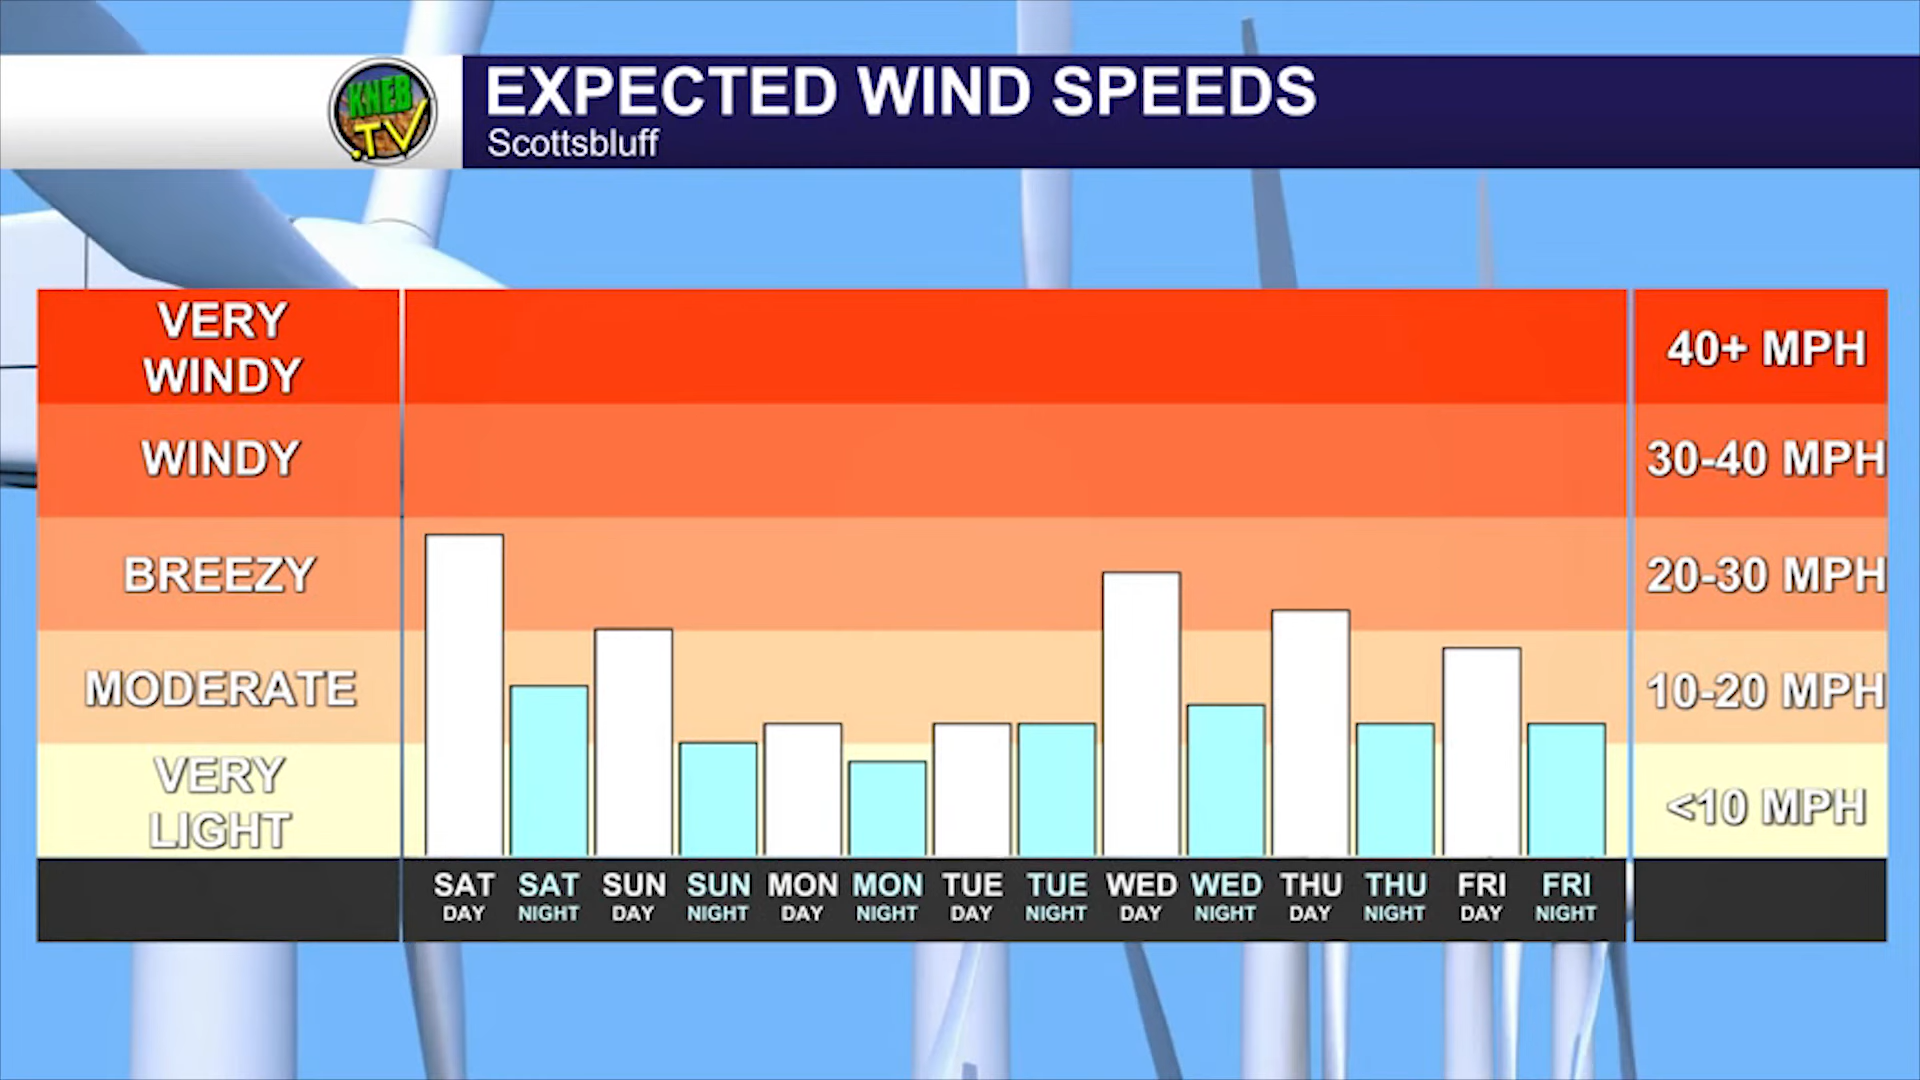 KNEB
.TV
EXPECTED WIND SPEEDS
Scottsbluff
VERY
WINDY
40+ MPH
WINDY
30-40 MPH
BREEZY
20-30 MPH
MODERATE
10-20 MPH
VERY
LIGHT
<10 MPH
SAT SAT SUN SUN MON MON TUE TUE WED WED THU THU FRI FRI
DAY NIGHT DAY NIGHT DAY NIGHT DAY NIGHT DAY NIGHT DAY NIGHT DAY NIGHT